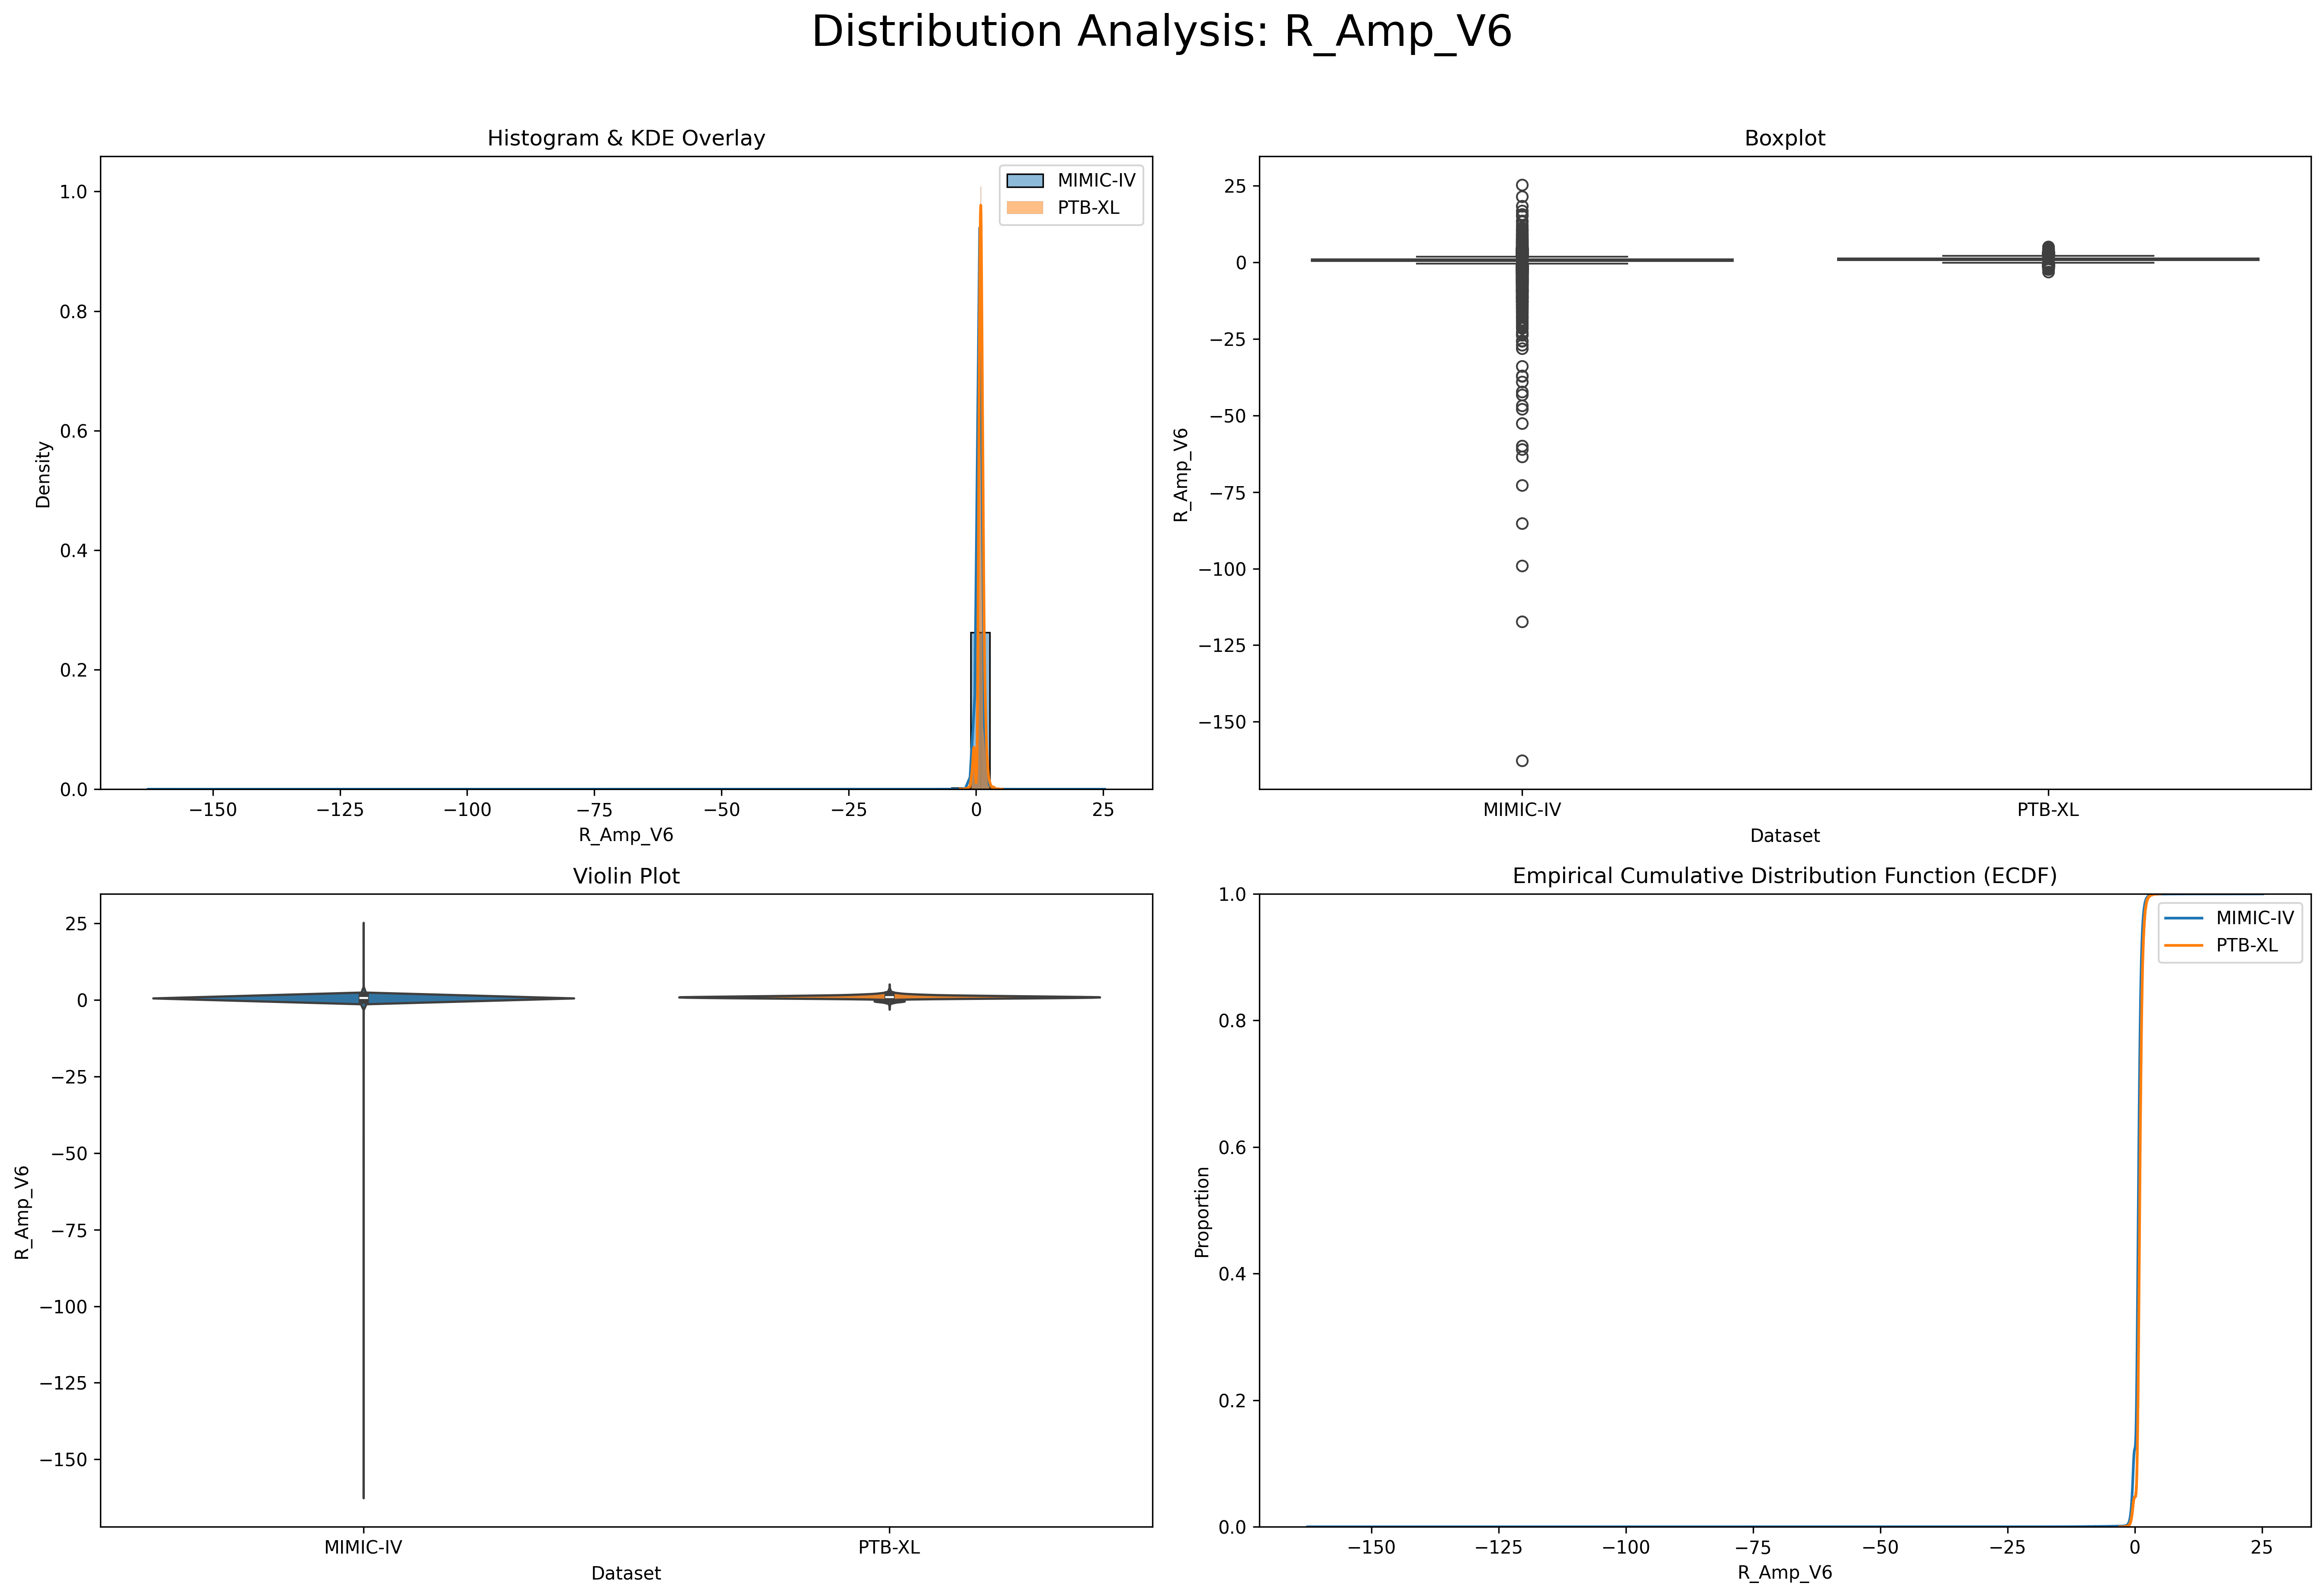 Distribution Analysis: R_Amp_V6
Histogram & KDE Overlay
1.0
0.8
0.6
0.4
0.2
0.0
Density
MIMIC-IV
PTB-XL
−150
−125
−100
−75
−50
−25
0
25
R_Amp_V6
Boxplot
25
0
−25
−50
−75
−100
−125
−150
R_Amp_V6
MIMIC-IV
PTB-XL
Dataset
Violin Plot
25
0
−25
−50
−75
−100
−125
−150
R_Amp_V6
MIMIC-IV
PTB-XL
Dataset
Empirical Cumulative Distribution Function (ECDF)
1.0
0.8
0.6
0.4
0.2
0.0
Proportion
MIMIC-IV
PTB-XL
−150
−125
−100
−75
−50
−25
0
25
R_Amp_V6